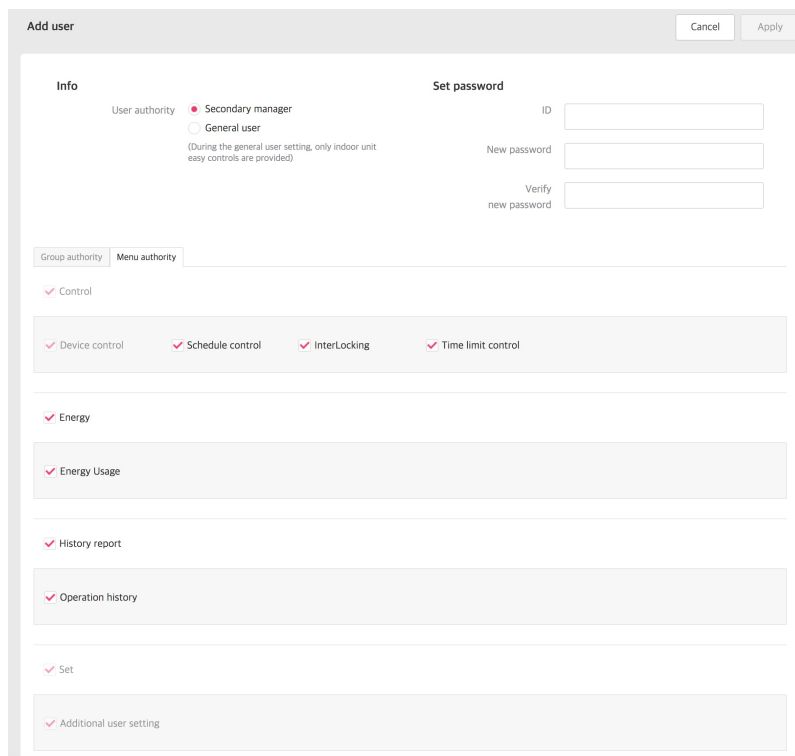 Add user
Cancel
Apply
Info
User authority
Secondary manager
General user
(During the general user setting, only indoor unit
easy controls are provided)
Set password
ID
New password
Verify
new password
Group authority
Menu authority
Control
Device control
Schedule control
InterLocking
Time limit control
Energy
Energy Usage
History report
Operation history
Set
Additional user setting